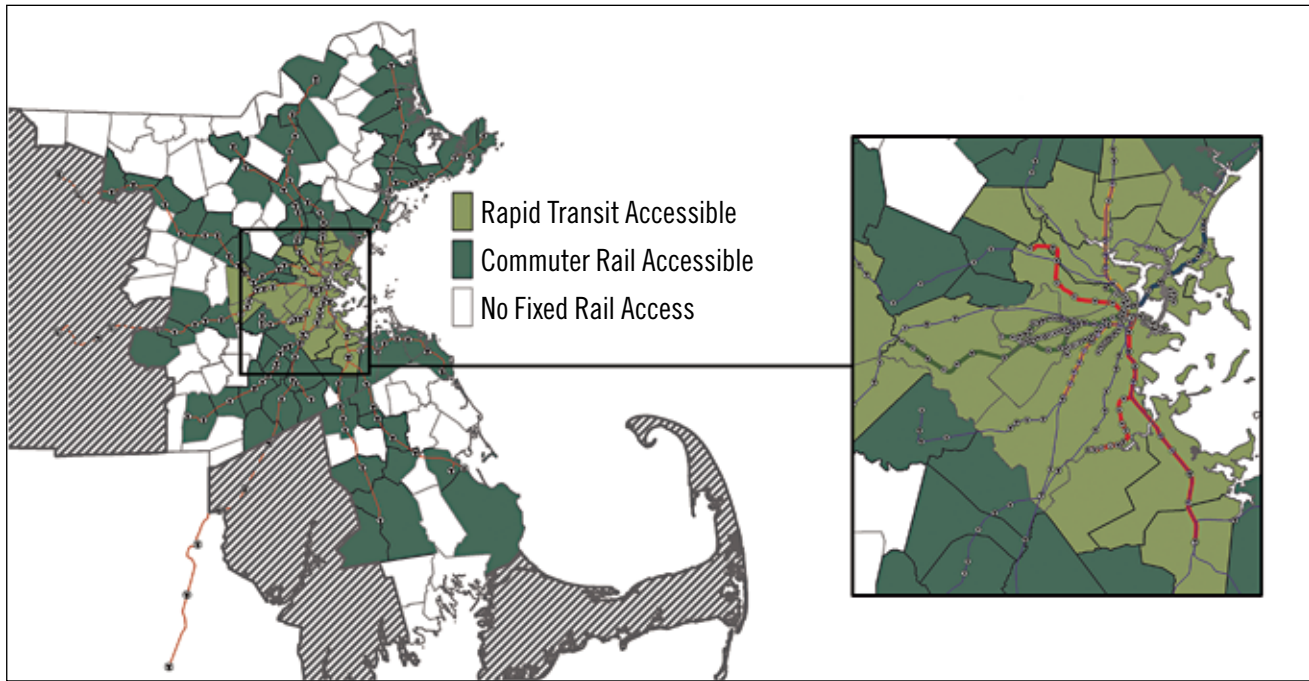 Rapid Transit Accessible
Commuter Rail Accessible
No Fixed Rail Access